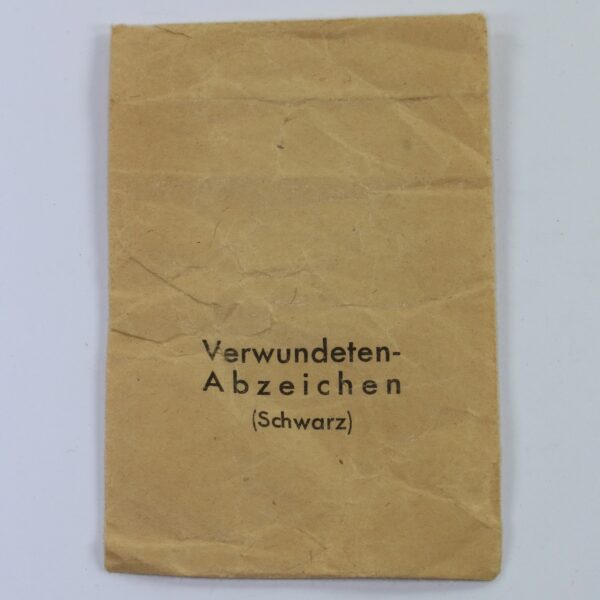 Verwundeten-
Abzeichen
(Schwarz)